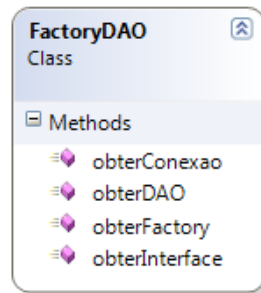 FactoryDAO
Class
Methods
obterConexao
obterDAO
obterFactory
obterInterface